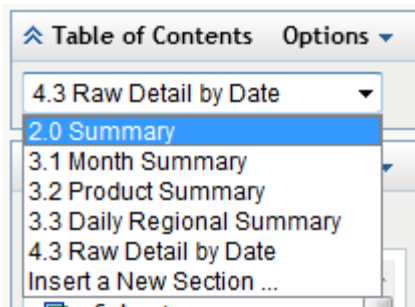 Table of Contents Options
4.3 Raw Detail by Date
2.0 Summary
3.1 Month Summary
3.2 Product Summary
3.3 Daily Regional Summary
4.3 Raw Detail by Date
Insert a New Section ...